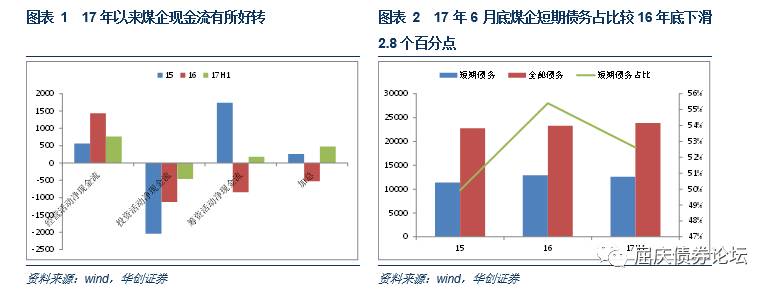 图表 1 17 年以来煤企现金流有所好转
15 16 17H1
2000
1500
1000
500
0
-500
-1000
-1500
-2000
-2500
经营活动净现金流
投资活动净现金流
筹资活动净现金流
加总
资料来源：wind，华创证券
图表 2 17 年 6 月底煤企短期债务占比较 16 年底下滑
2.8 个百分点
短期债务 全部债务 短期债务占比
30000
25000
20000
15000
10000
5000
0
56%
55%
54%
53%
52%
51%
50%
49%
48%
47%
15 16 17H1
资料来源：wind，华创证券
屈庆债券论坛